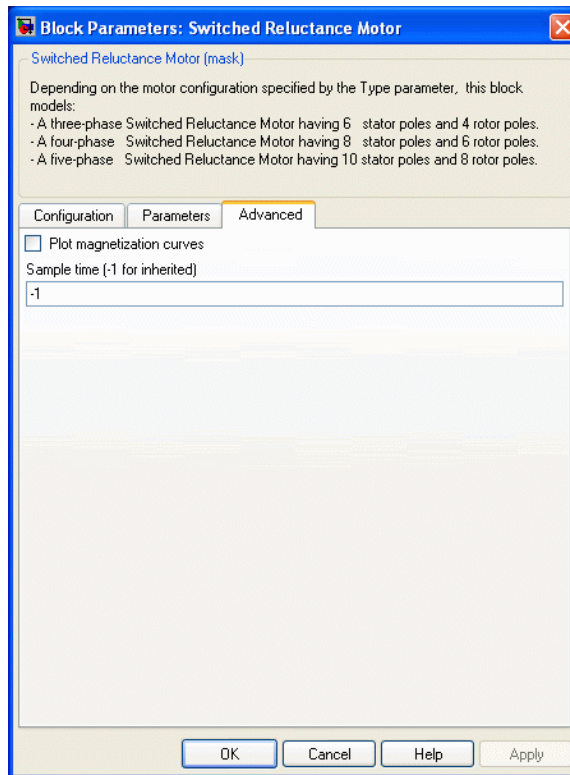 Block Parameters: Switched Reluctance Motor
Switched Reluctance Motor (mask)
Depending on the motor configuration specified by the Type parameter, this block
models:
- A three-phase Switched Reluctance Motor having 6 stator poles and 4 rotor poles.
- A four-phase Switched Reluctance Motor having 8 stator poles and 6 rotor poles.
- A five-phase Switched Reluctance Motor having 10 stator poles and 8 rotor poles.
Configuration Parameters Advanced
Plot magnetization curves
Sample time (-1 for inherited)
-1
OK Cancel Help Apply